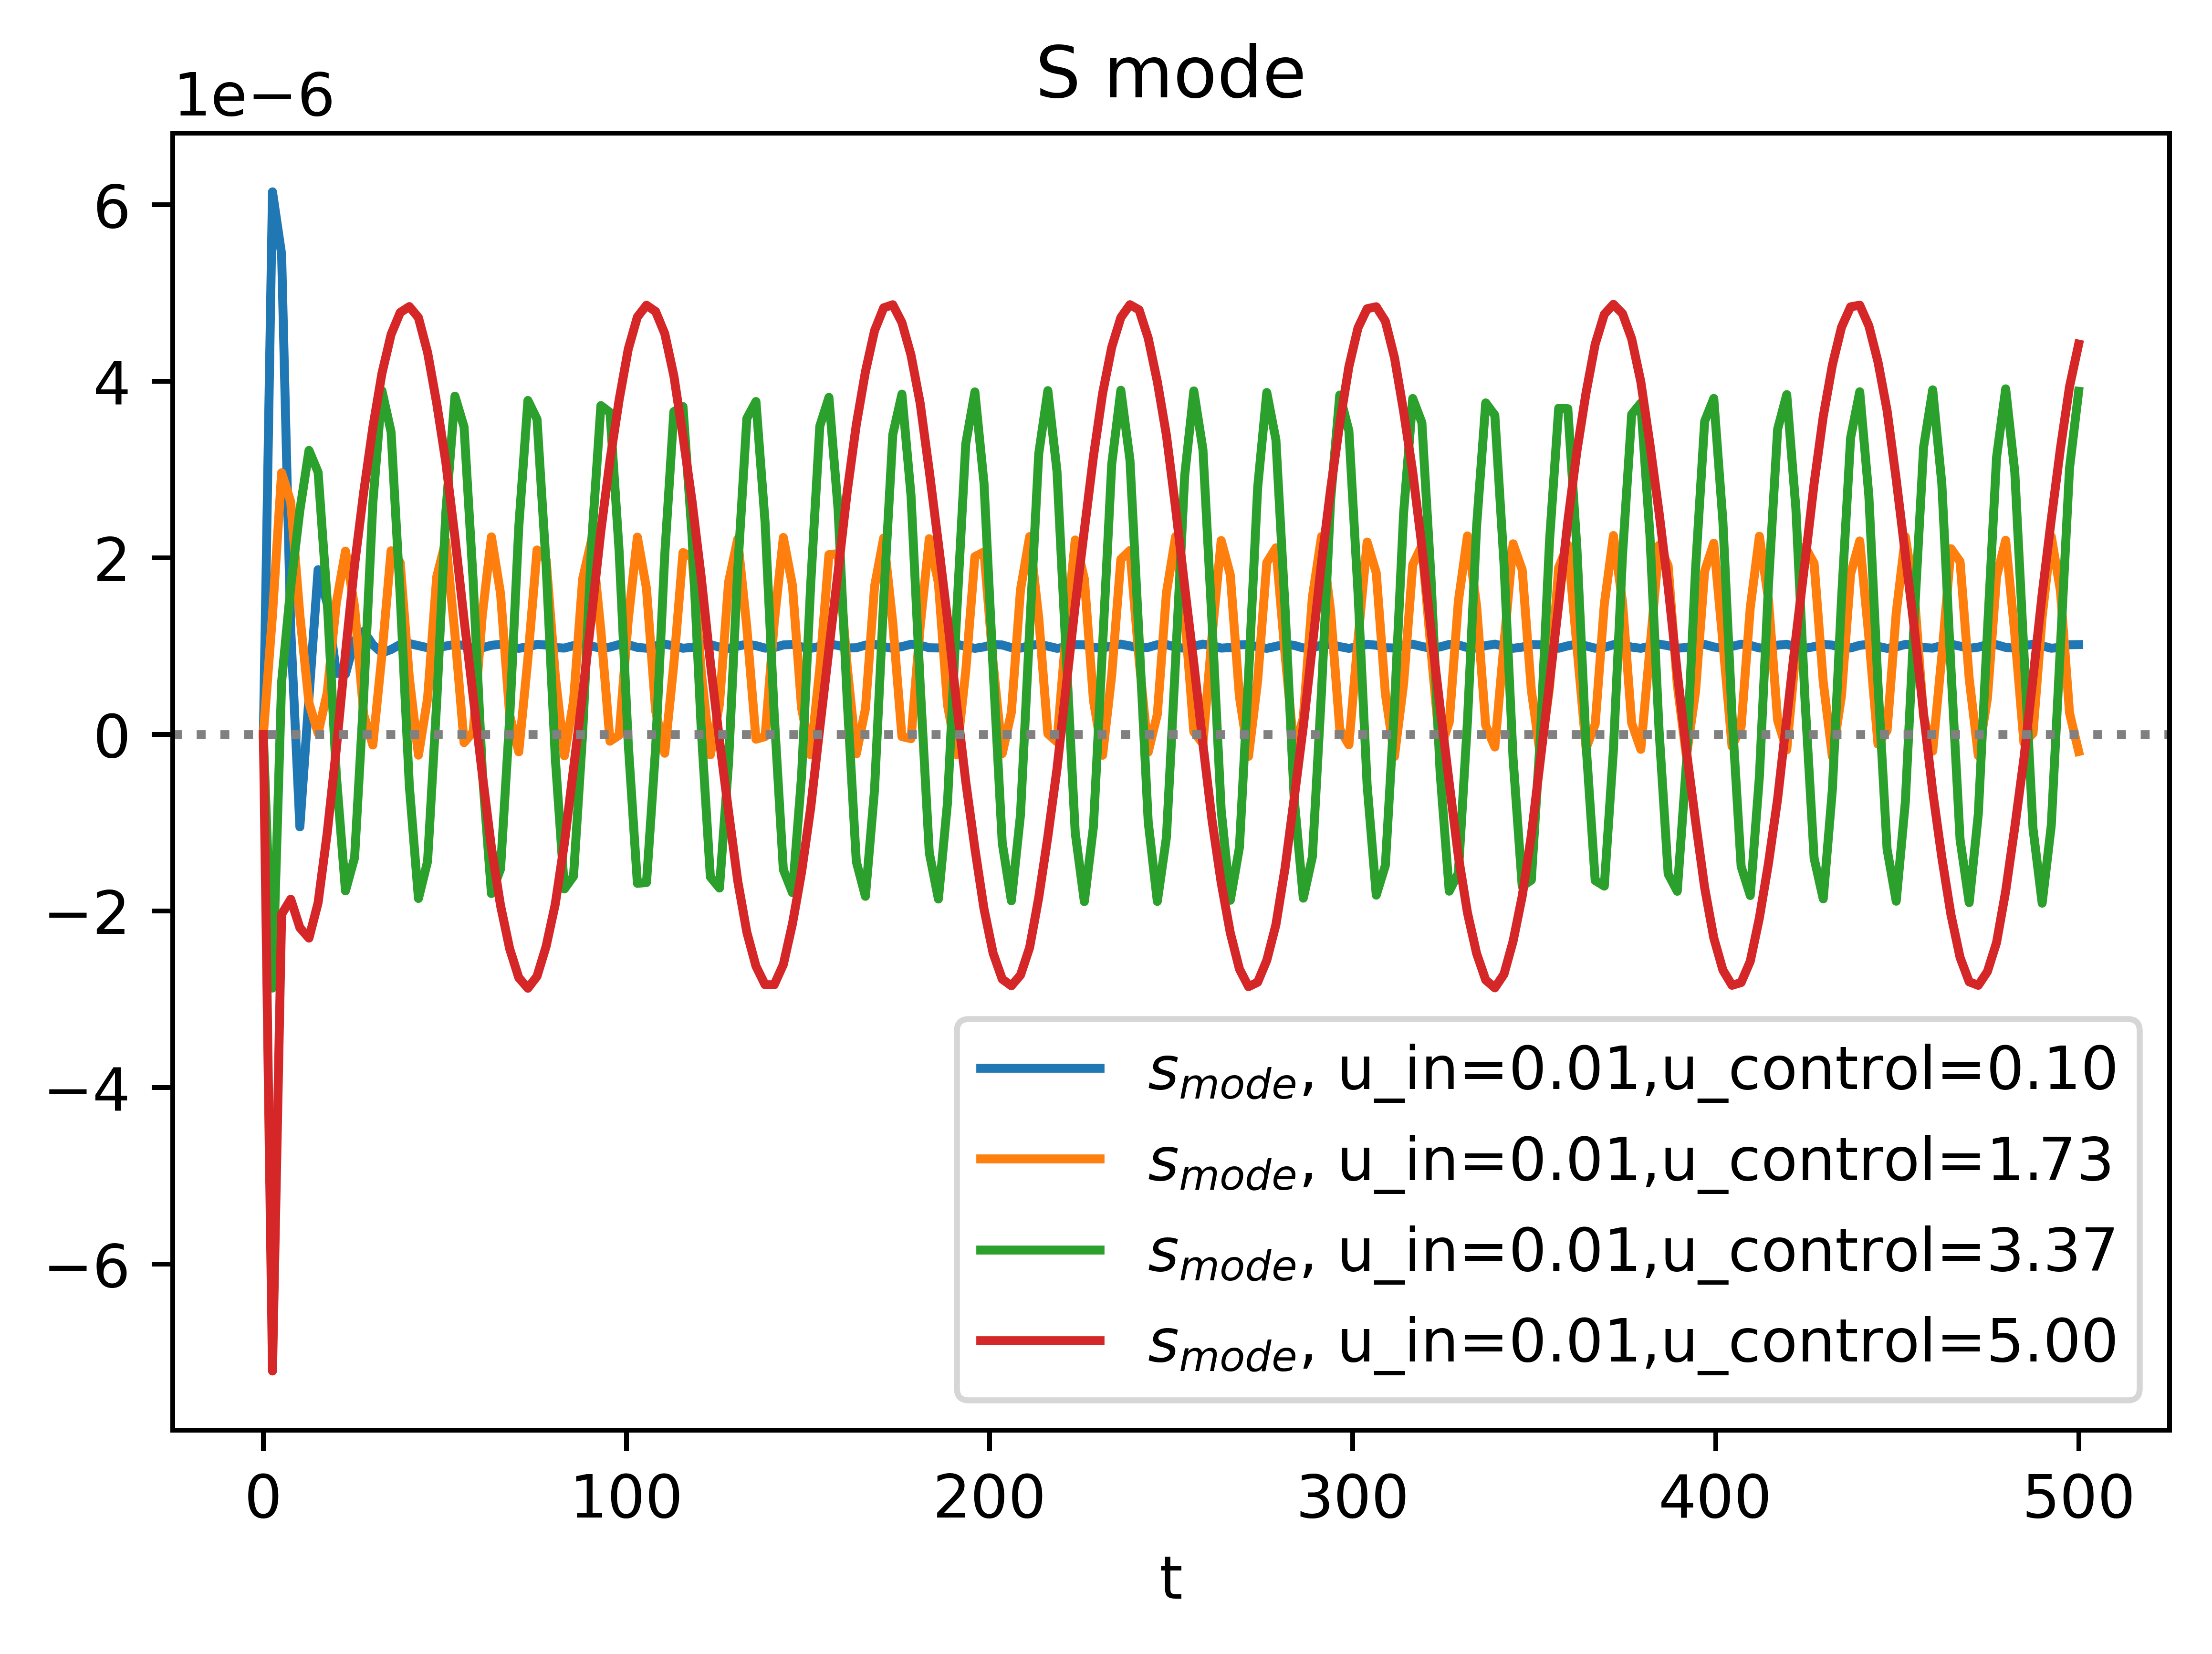 S mode
1e−6
6
4
2
0
−2
−4
−6
s_mode, u_in=0.01,u_control=0.10
s_mode, u_in=0.01,u_control=1.73
s_mode, u_in=0.01,u_control=3.37
s_mode, u_in=0.01,u_control=5.00
0 100 200 300 400 500
t